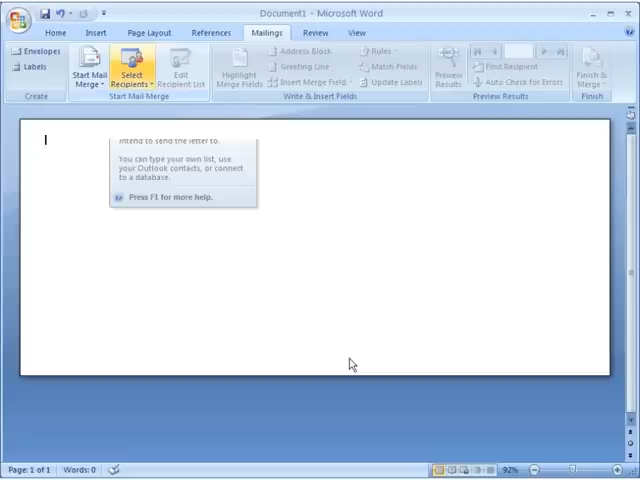 Document1 - Microsoft Word
Home Insert Page Layout References Mailings Review View
Envelopes
Labels
Create
Start Mail
Merge
Select
Recipients
Edit
Recipient List
Start Mail Merge
Highlight
Merge Fields
Address Block
Greeting Line
Insert Merge Field
Rules
Match Fields
Update Labels
Write & Insert Fields
Preview
Results
Find Recipient
Auto Check for Errors
Preview Results
Finish &
Merge
Finish
intend to send the letter to.
You can type your own list, use
your Outlook contacts, or connect
to a database.
Press F1 for more help.
Page: 1 of 1 Words: 0 92%